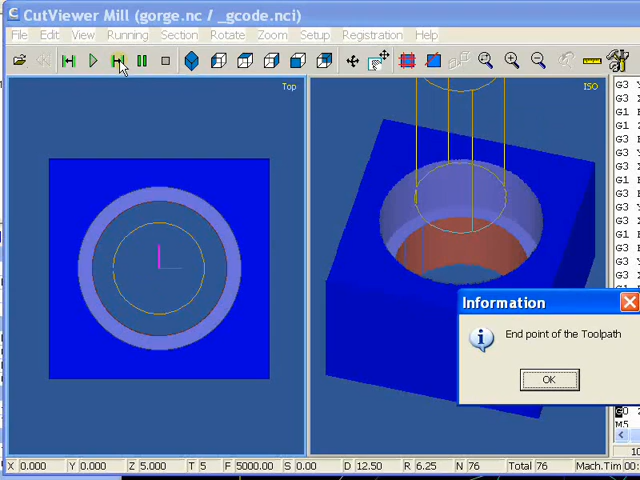 CutViewer Mill (gorge.nc / _gcode.nci)
File Edit View Running Section Rotate Zoom Setup Registration Help
Top
ISO
Information
End point of the Toolpath
OK
M5
X 0.000 Y 0.000 Z 5.000 T 5 F 5000.00 S 0.00 D 12.50 R 6.25 N 76 Total 76 Mach.Tim 00: